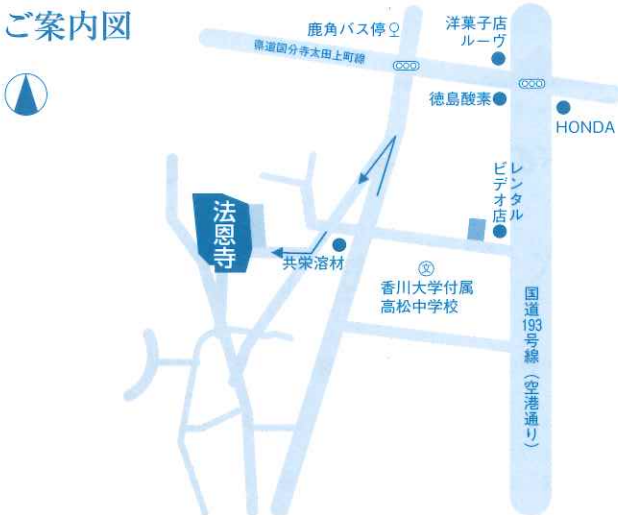 ご案内図
鹿角バス停
洋菓子店
ルーヴ
県道国分寺太田上町線
徳島酸素
HONDA
レンタル
ビデオ店
法恩寺
共栄溶材
文
香川大学付属
高松中学校
国道193号線（空港通り）